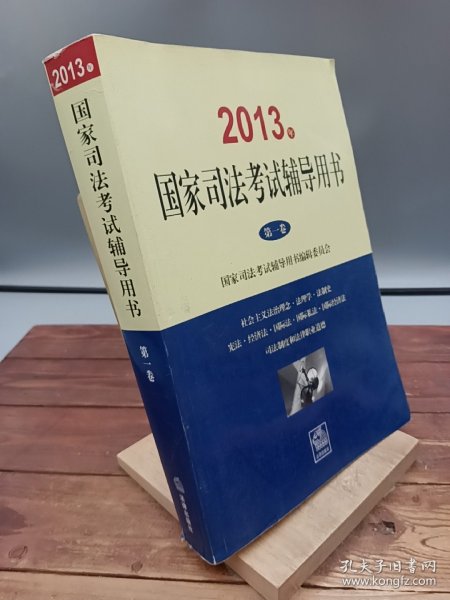 2013年
国家司法考试辅导用书
第一卷
2013年
国家司法考试辅导用书
第一卷
国家司法考试辅导用书编辑委员会
社会主义法治理念·法理学·法制史
宪法·经济法·国际法·国际私法·国际经济法
司法制度和法律职业道德
孔夫子旧书网
www.kongfz.com